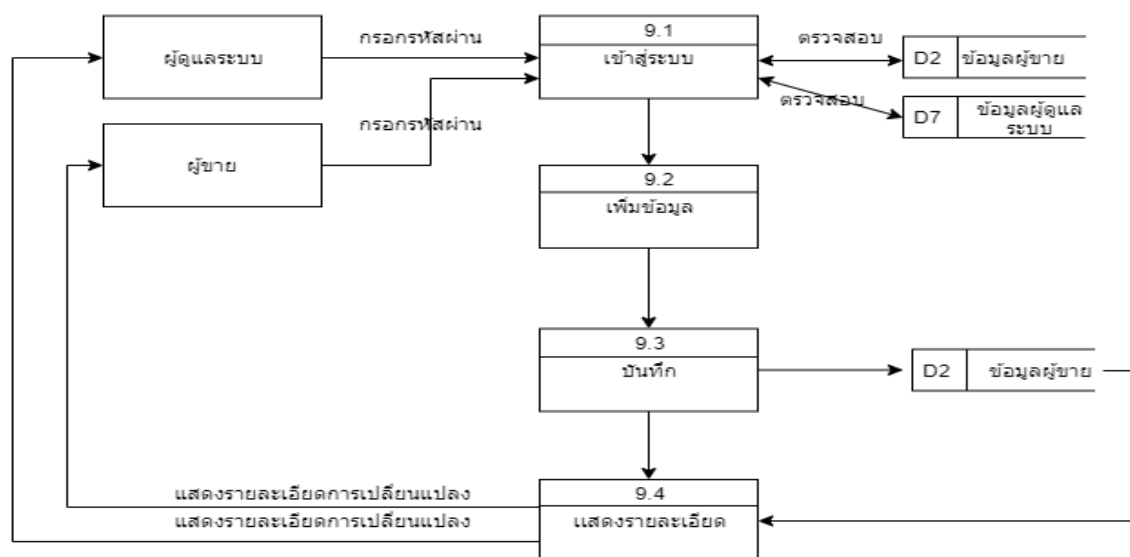 9.1
ผู้ดูแลระบบ
กรอกรหัสผ่าน
เข้าสู่ระบบ
ตรวจสอบ
D2 ข้อมูลผู้ขาย
ตรวจสอบ
D7 ข้อมูลผู้ดูแล
ระบบ
กรอกรหัสผ่าน
ผู้ขาย
9.2
เพิ่มข้อมูล
9.3
บันทึก
D2 ข้อมูลผู้ขาย
9.4
แสดงรายละเอียด
แสดงรายละเอียดการเปลี่ยนแปลง
แสดงรายละเอียดการเปลี่ยนแปลง